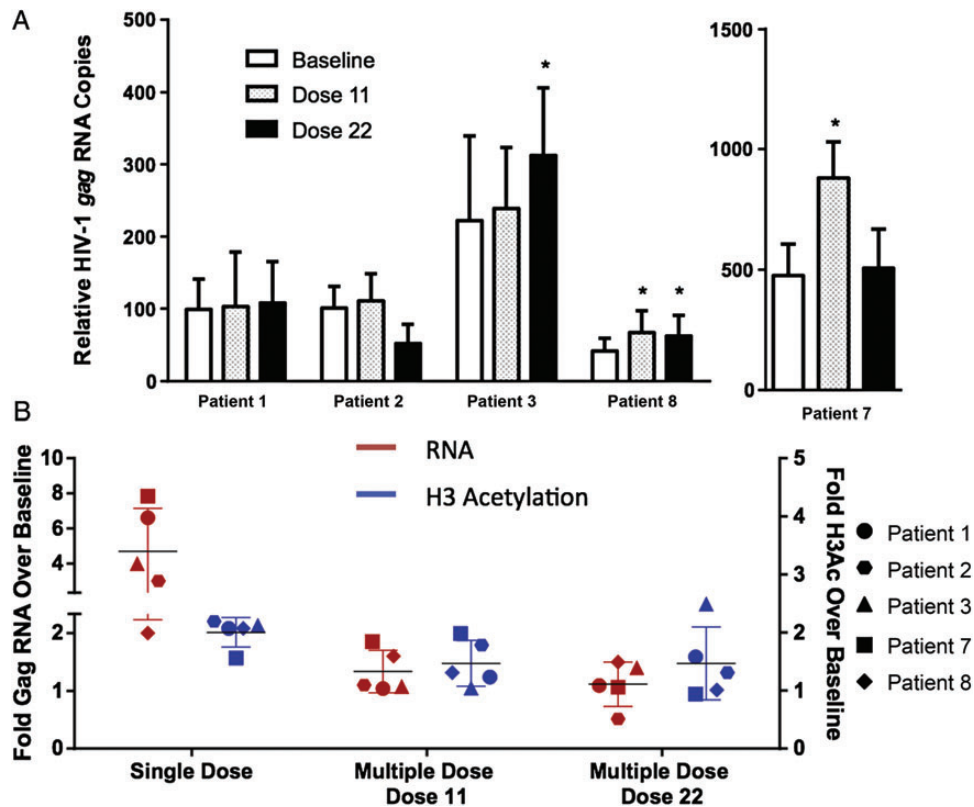 A
Relative HIV-1 gag RNA Copies
500
400
300
200
100
0
Baseline
Dose 11
Dose 22
*
*
*
Patient 1
Patient 2
Patient 3
Patient 8
1500
1000
500
0
*
Patient 7
B
Fold Gag RNA Over Baseline
10
8
6
4
2
1
0
RNA
H3 Acetylation
5
4
3
2
1
0
Fold H3Ac Over Baseline
Patient 1
Patient 2
Patient 3
Patient 7
Patient 8
Single Dose
Multiple Dose
Dose 11
Multiple Dose
Dose 22